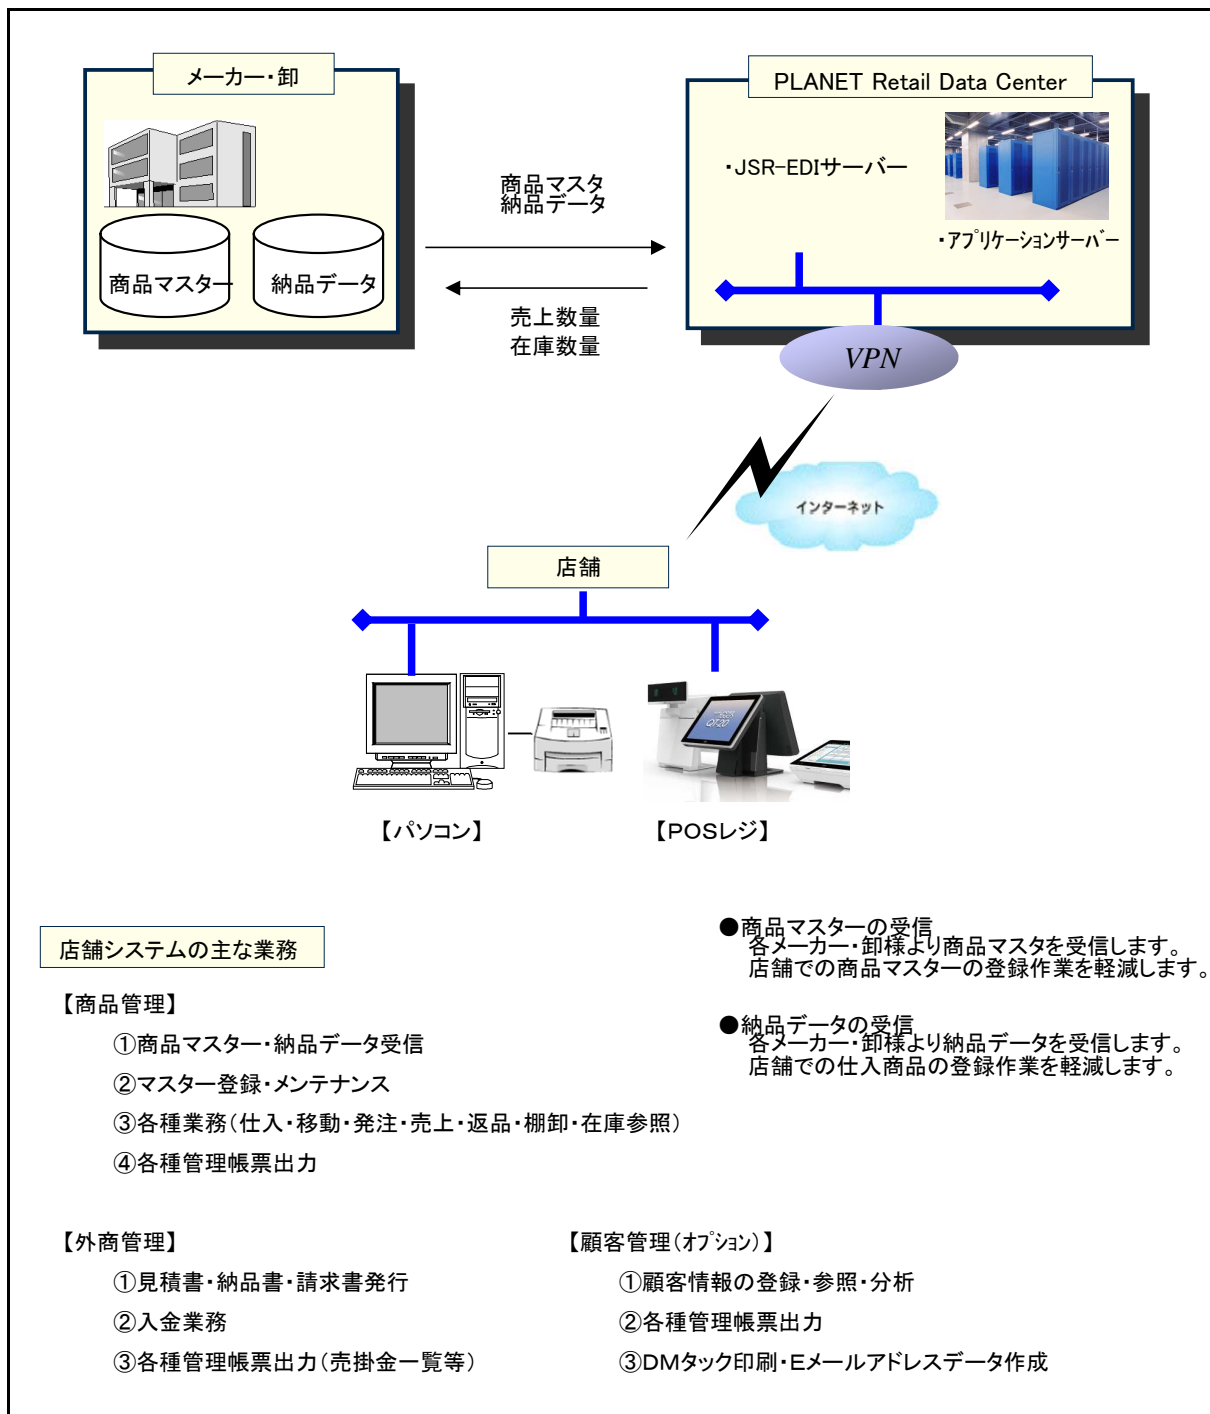 メーカー・卸
PLANET Retail Data Center
・JSR-EDIサーバー
・アプリケーションサーバー
商品マスター
納品データ
商品マスタ
納品データ
売上数量
在庫数量
VPN
インターネット
店舗
QT-20
【パソコン】
【POSレジ】
店舗システムの主な業務
●商品マスターの受信
各メーカー・卸様より商品マスタを受信します。
店舗での商品マスターの登録作業を軽減します。
●納品データの受信
各メーカー・卸様より納品データを受信します。
店舗での仕入商品の登録作業を軽減します。
【商品管理】
①商品マスター・納品データ受信
②マスター登録・メンテナンス
③各種業務(仕入・移動・発注・売上・返品・棚卸・在庫参照)
④各種管理帳票出力
【外商管理】
①見積書・納品書・請求書発行
②入金業務
③各種管理帳票出力(売掛金一覧等)
【顧客管理(オプション)】
①顧客情報の登録・参照・分析
②各種管理帳票出力
③DMタック印刷・Eメールアドレスデータ作成